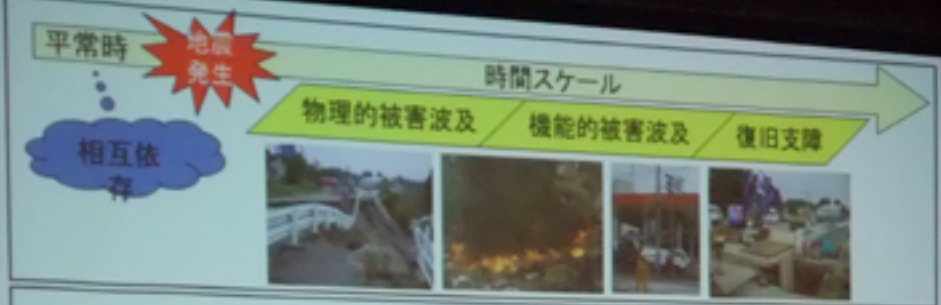 平常時
地震
発生
時間スケール
物理的被害波及
機能的被害波及
復旧支障
相互依
存